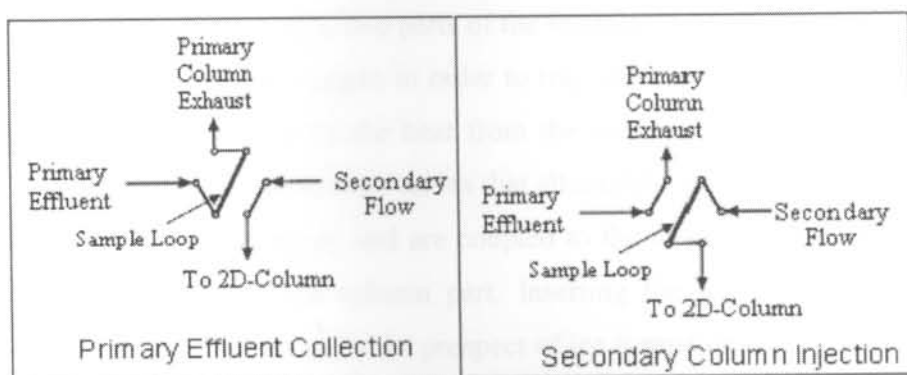 Primary
Column
Exhaust
Primary
Effluent
Secondary
Flow
Sample Loop
To 2D-Column
Primary Effluent Collection
Primary
Column
Exhaust
Primary
Effluent
Secondary
Flow
Sample Loop
To 2D-Column
Secondary Column Injection